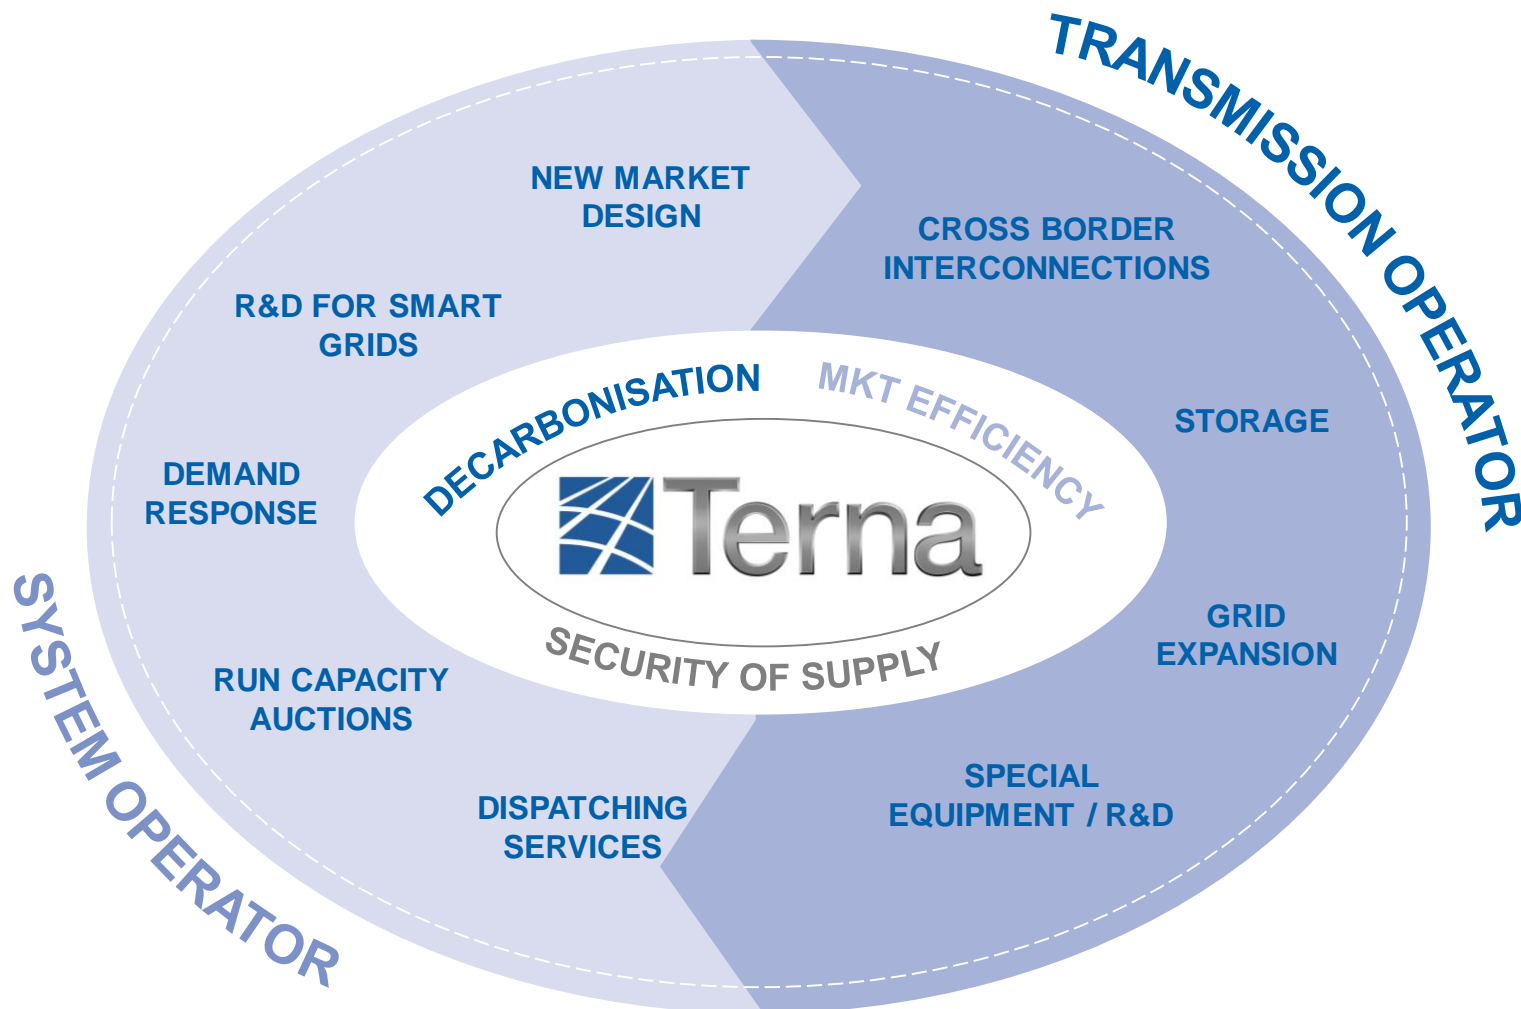 TRANSMISSION OPERATOR
NEW MARKET
DESIGN
CROSS BORDER
INTERCONNECTIONS
R&D FOR SMART
GRIDS
DECARBONISATION
MKT EFFICIENCY
STORAGE
DEMAND
RESPONSE
Terna
SYSTEM OPERATOR
GRID
EXPANSION
SECURITY OF SUPPLY
RUN CAPACITY
AUCTIONS
SPECIAL
EQUIPMENT / R&D
DISPATCHING
SERVICES